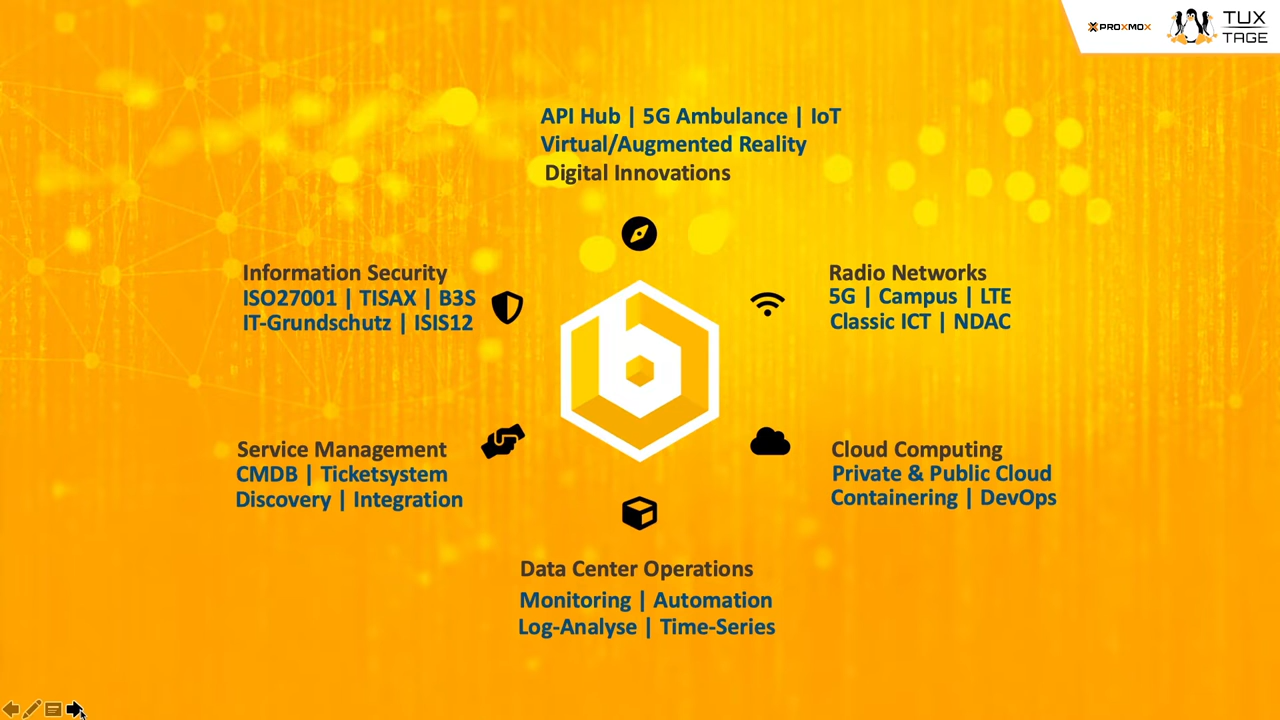 PROXMOX
TUX
TAGE
API Hub | 5G Ambulance | IoT
Virtual/Augmented Reality
Digital Innovations
Information Security
ISO27001 | TISAX | B3S
IT-Grundschutz | ISIS12
Radio Networks
5G | Campus | LTE
Classic ICT | NDAC
Service Management
CMDB | Ticketsystem
Discovery | Integration
Cloud Computing
Private & Public Cloud
Containering | DevOps
Data Center Operations
Monitoring | Automation
Log-Analyse | Time-Series